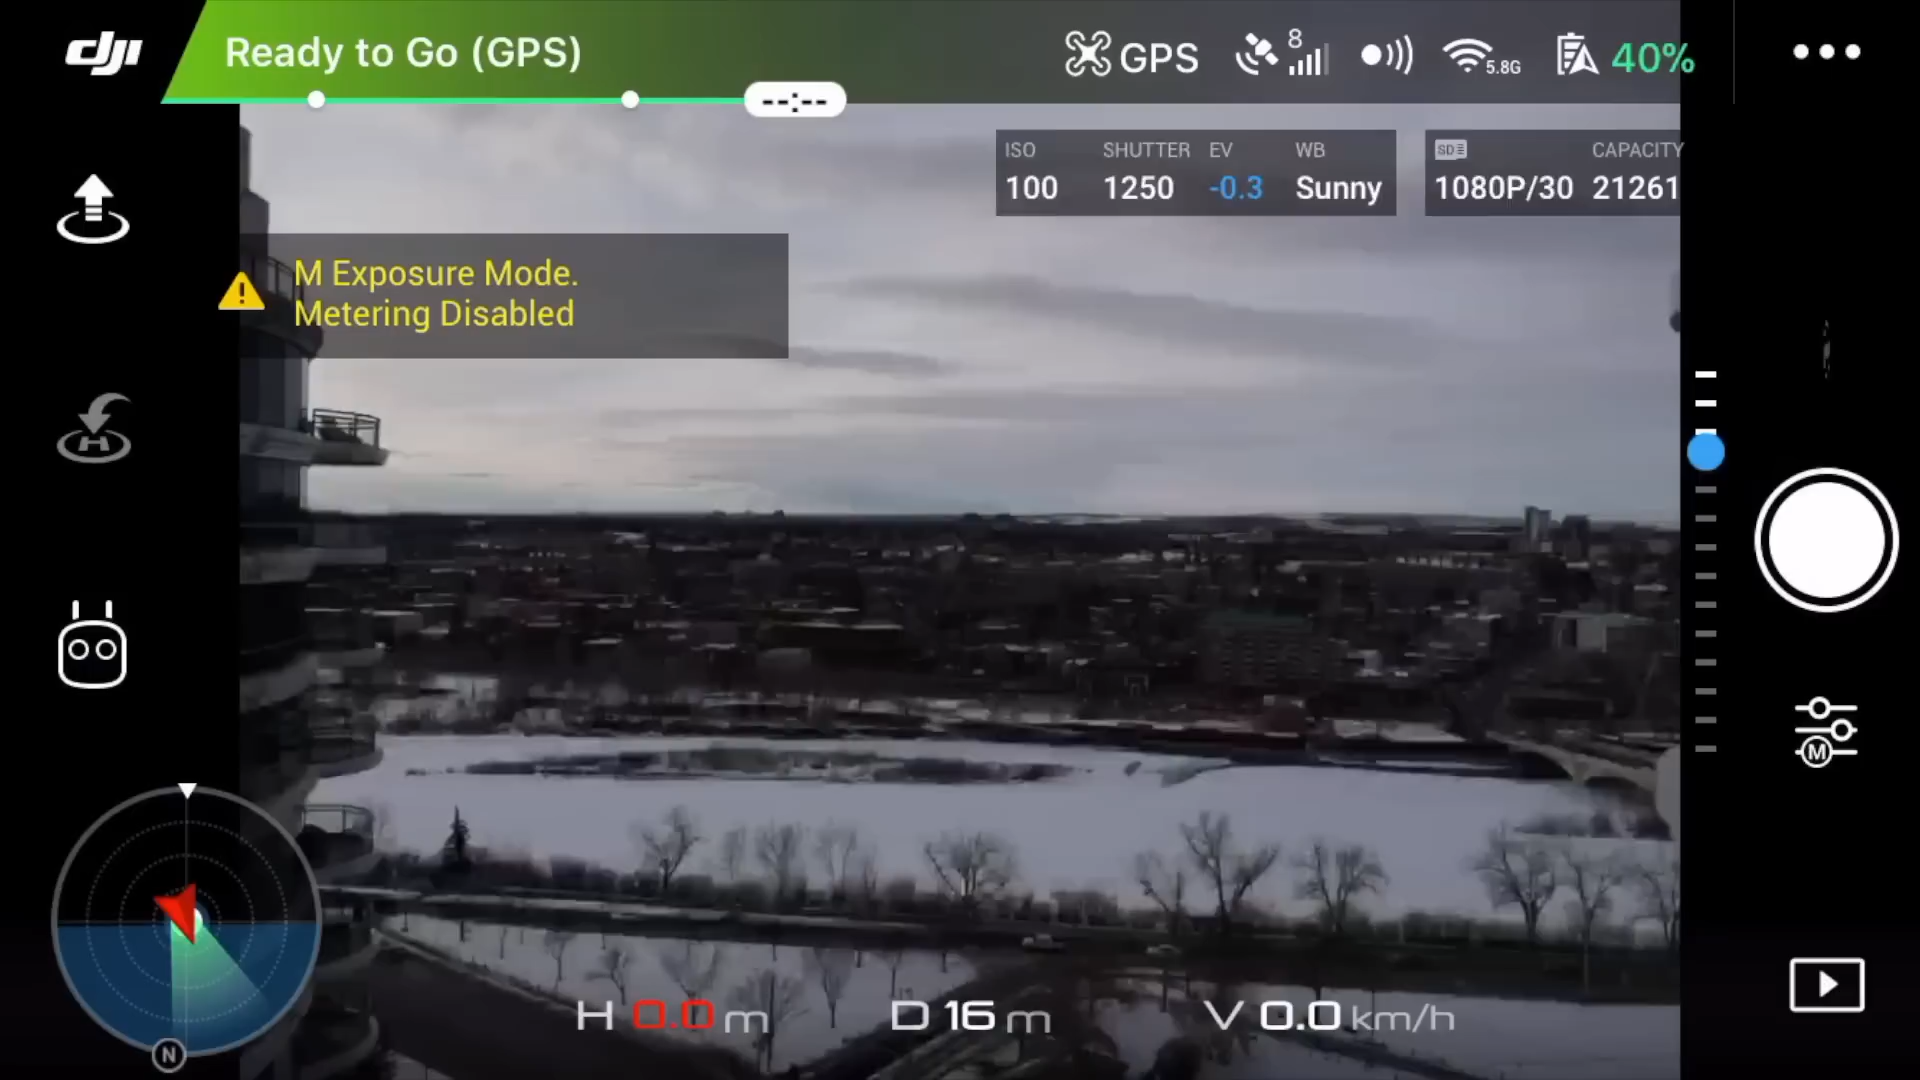 dji
Ready to Go (GPS)
GPS
8
5.8G
40%
--:--
ISO
SHUTTER
EV
WB
100
1250
-0.3
Sunny
SD
CAPACITY
1080P/30
21261
M Exposure Mode.
Metering Disabled
H
M
N
H 0.0 m
D 16 m
V 0.0 km/h